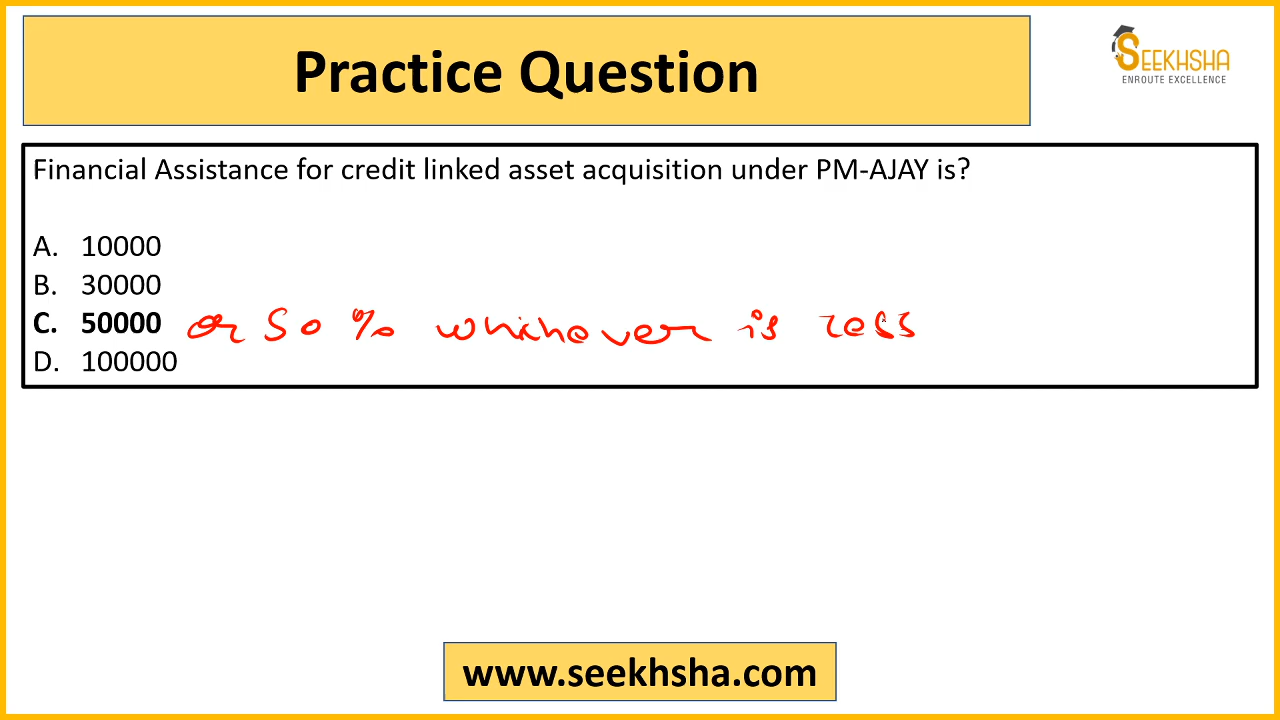 Practice Question
SEEKHSHA
ENROUTE EXCELLENCE
Financial Assistance for credit linked asset acquisition under PM-AJAY is?
A. 10000
B. 30000
C. 50000 or 50 % whichever is less
D. 100000
www.seekhsha.com